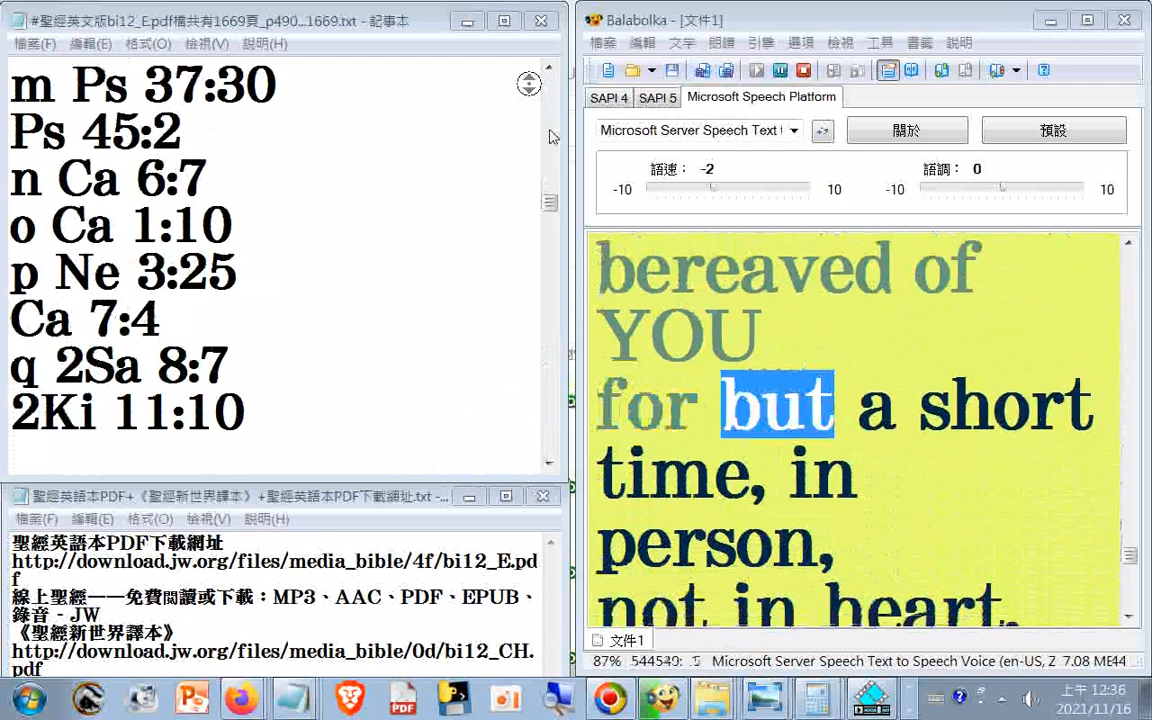 #聖經英文版bi12_E.pdf檔共有1669頁_p490...1669.txt - 記事本
檔案(F) 編輯(E) 格式(O) 檢視(V) 說明(H)
m Ps 37:30
Ps 45:2
n Ca 6:7
o Ca 1:10
p Ne 3:25
Ca 7:4
q 2Sa 8:7
2Ki 11:10
聖經英語本PDF+《聖經新世界譯本》+聖經英語本PDF下載網址.txt -...
檔案(F) 編輯(E) 格式(O) 檢視(V) 說明(H)
聖經英語本PDF下載網址
http://download.jw.org/files/media_bible/4f/bi12_E.pd
f
線上聖經——免費閱讀或下載：MP3、AAC、PDF、EPUB、
錄音 - JW
《聖經新世界譯本》
http://download.jw.org/files/media_bible/0d/bi12_CH.
pdf
Balabolka - [文件1]
檔案 編輯 文字 朗讀 引擎 選項 檢視 工具 書籤 說明
SAPI 4 SAPI 5 Microsoft Speech Platform
Microsoft Server Speech Text 關於 預設
語速： -2 語調： 0
-10 10 -10 10
bereaved of
YOU
for but a short
time, in
person,
not in heart,
文件1
87% Microsoft Server Speech Text to Speech Voice (en-US, Z 7.08 ME
PDF
上午 12:36
2021/11/16